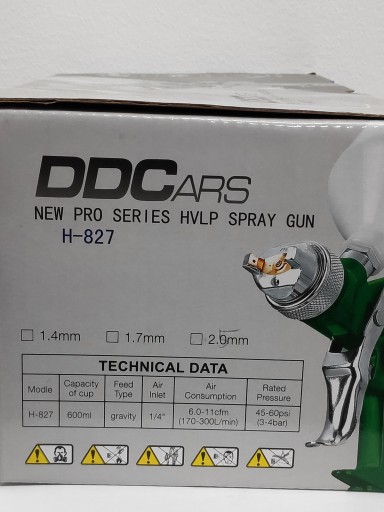 DDCARS
NEW PRO SERIES HVLP SPRAY GUN
H-827
1.4mm 1.7mm 2.0mm
TECHNICAL DATA
Modle Capacity of cup Feed Type Air Inlet Air Consumption Rated Pressure
H-827 600ml gravity 1/4" 6.0-11cfm (170-300L/min) 45-60psi (3-4bar)